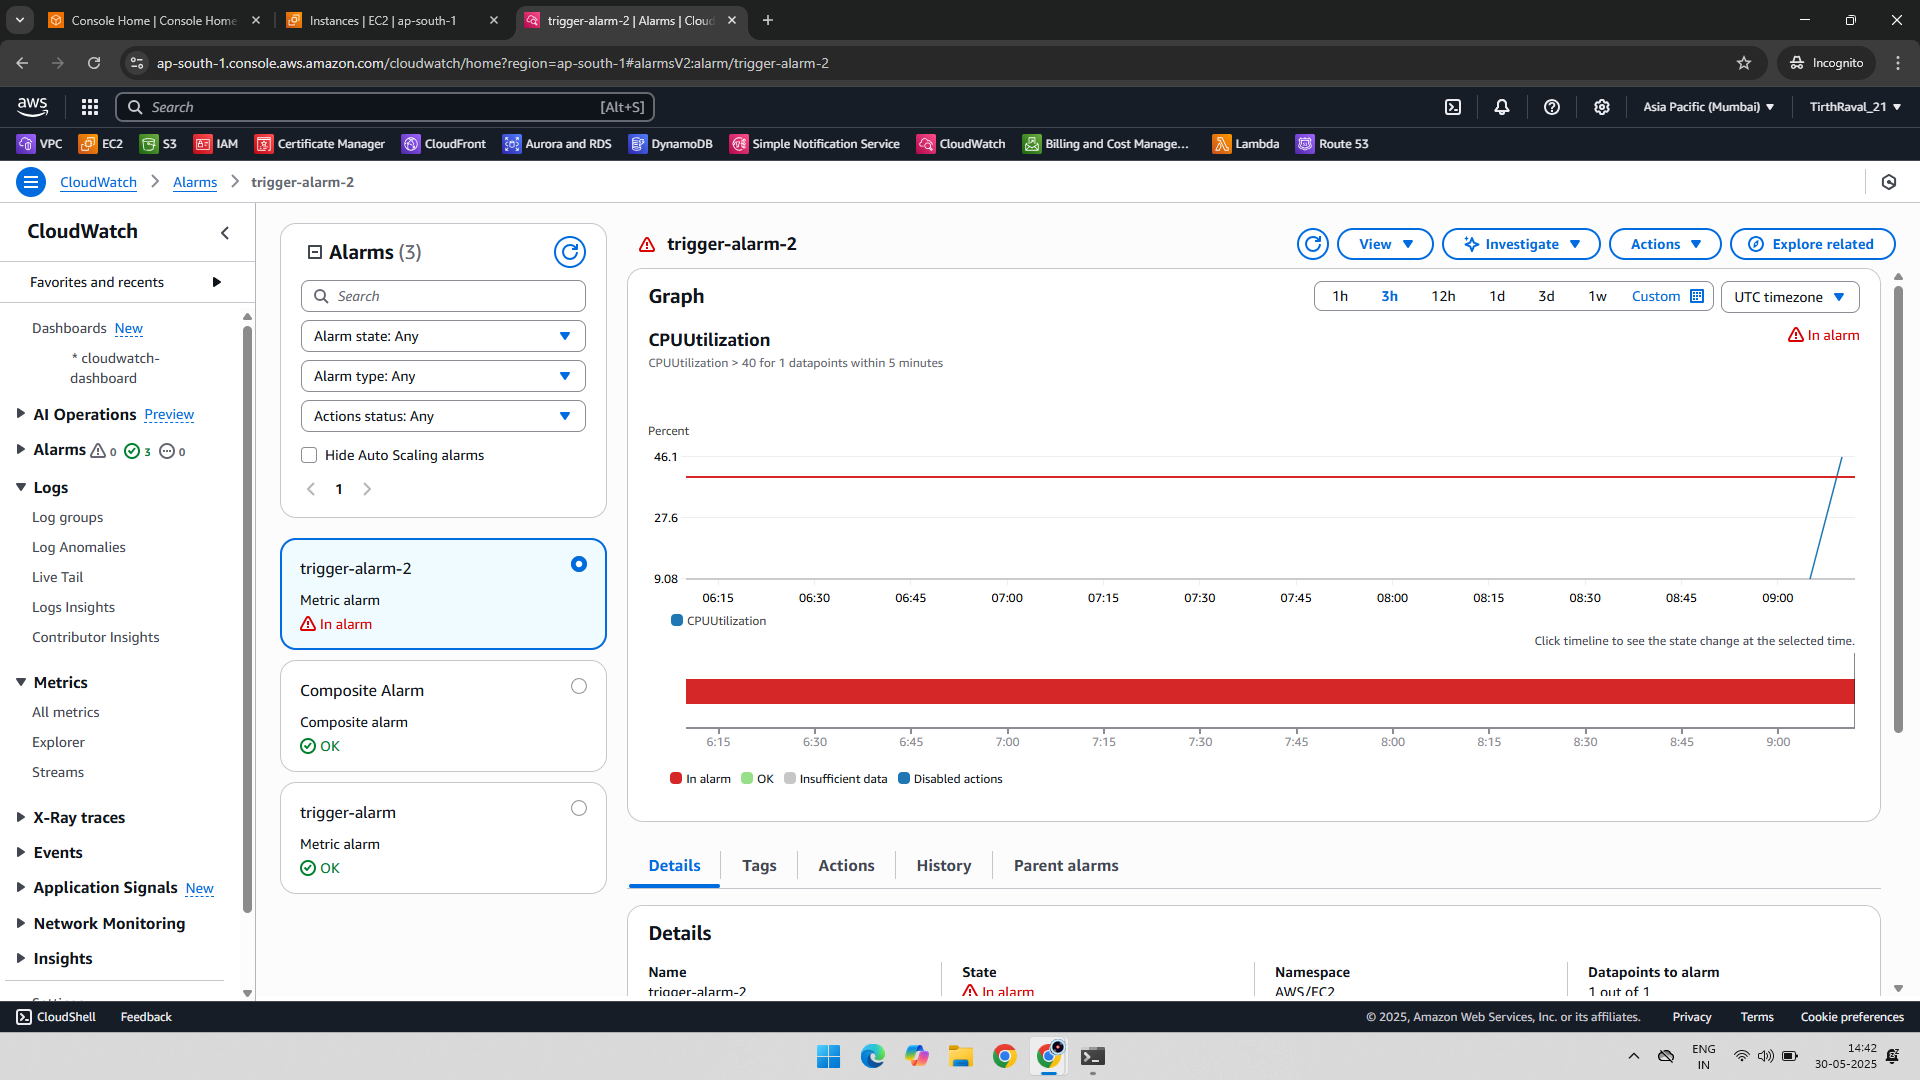 Console Home | Console Home
Instances | EC2 | ap-south-1
trigger-alarm-2 | Alarms | Cloud
ap-south-1.console.aws.amazon.com/cloudwatch/home?region=ap-south-1#alarmsV2:alarm/trigger-alarm-2
Incognito
aws
Search
[Alt+S]
Asia Pacific (Mumbai)
TirthRaval_21
VPC
EC2
S3
IAM
Certificate Manager
CloudFront
Aurora and RDS
DynamoDB
Simple Notification Service
CloudWatch
Billing and Cost Manage...
Lambda
Route 53
CloudWatch
Alarms
trigger-alarm-2
CloudWatch
Favorites and recents
Dashboards New
* cloudwatch-
dashboard
AI Operations Preview
Alarms 0 3 0
Logs
Log groups
Log Anomalies
Live Tail
Logs Insights
Contributor Insights
Metrics
All metrics
Explorer
Streams
X-Ray traces
Events
Application Signals New
Network Monitoring
Insights
Alarms (3)
Search
Alarm state: Any
Alarm type: Any
Actions status: Any
Hide Auto Scaling alarms
1
trigger-alarm-2
Metric alarm
In alarm
Composite Alarm
Composite alarm
OK
trigger-alarm
Metric alarm
OK
trigger-alarm-2
View
Investigate
Actions
Explore related
Graph
1h 3h 12h 1d 3d 1w Custom
UTC timezone
CPUUtilization
In alarm
CPUUtilization > 40 for 1 datapoints within 5 minutes
Percent
46.1
27.6
9.08
06:15 06:30 06:45 07:00 07:15 07:30 07:45 08:00 08:15 08:30 08:45 09:00
CPUUtilization
Click timeline to see the state change at the selected time.
6:15 6:30 6:45 7:00 7:15 7:30 7:45 8:00 8:15 8:30 8:45 9:00
In alarm OK Insufficient data Disabled actions
Details
Tags
Actions
History
Parent alarms
Details
Name
State
Namespace
Datapoints to alarm
trigger-alarm-2
In alarm
AWS/EC2
1 out of 1
CloudShell
Feedback
© 2025, Amazon Web Services, Inc. or its affiliates.
Privacy
Terms
Cookie preferences
ENG
IN
14:42
30-05-2025